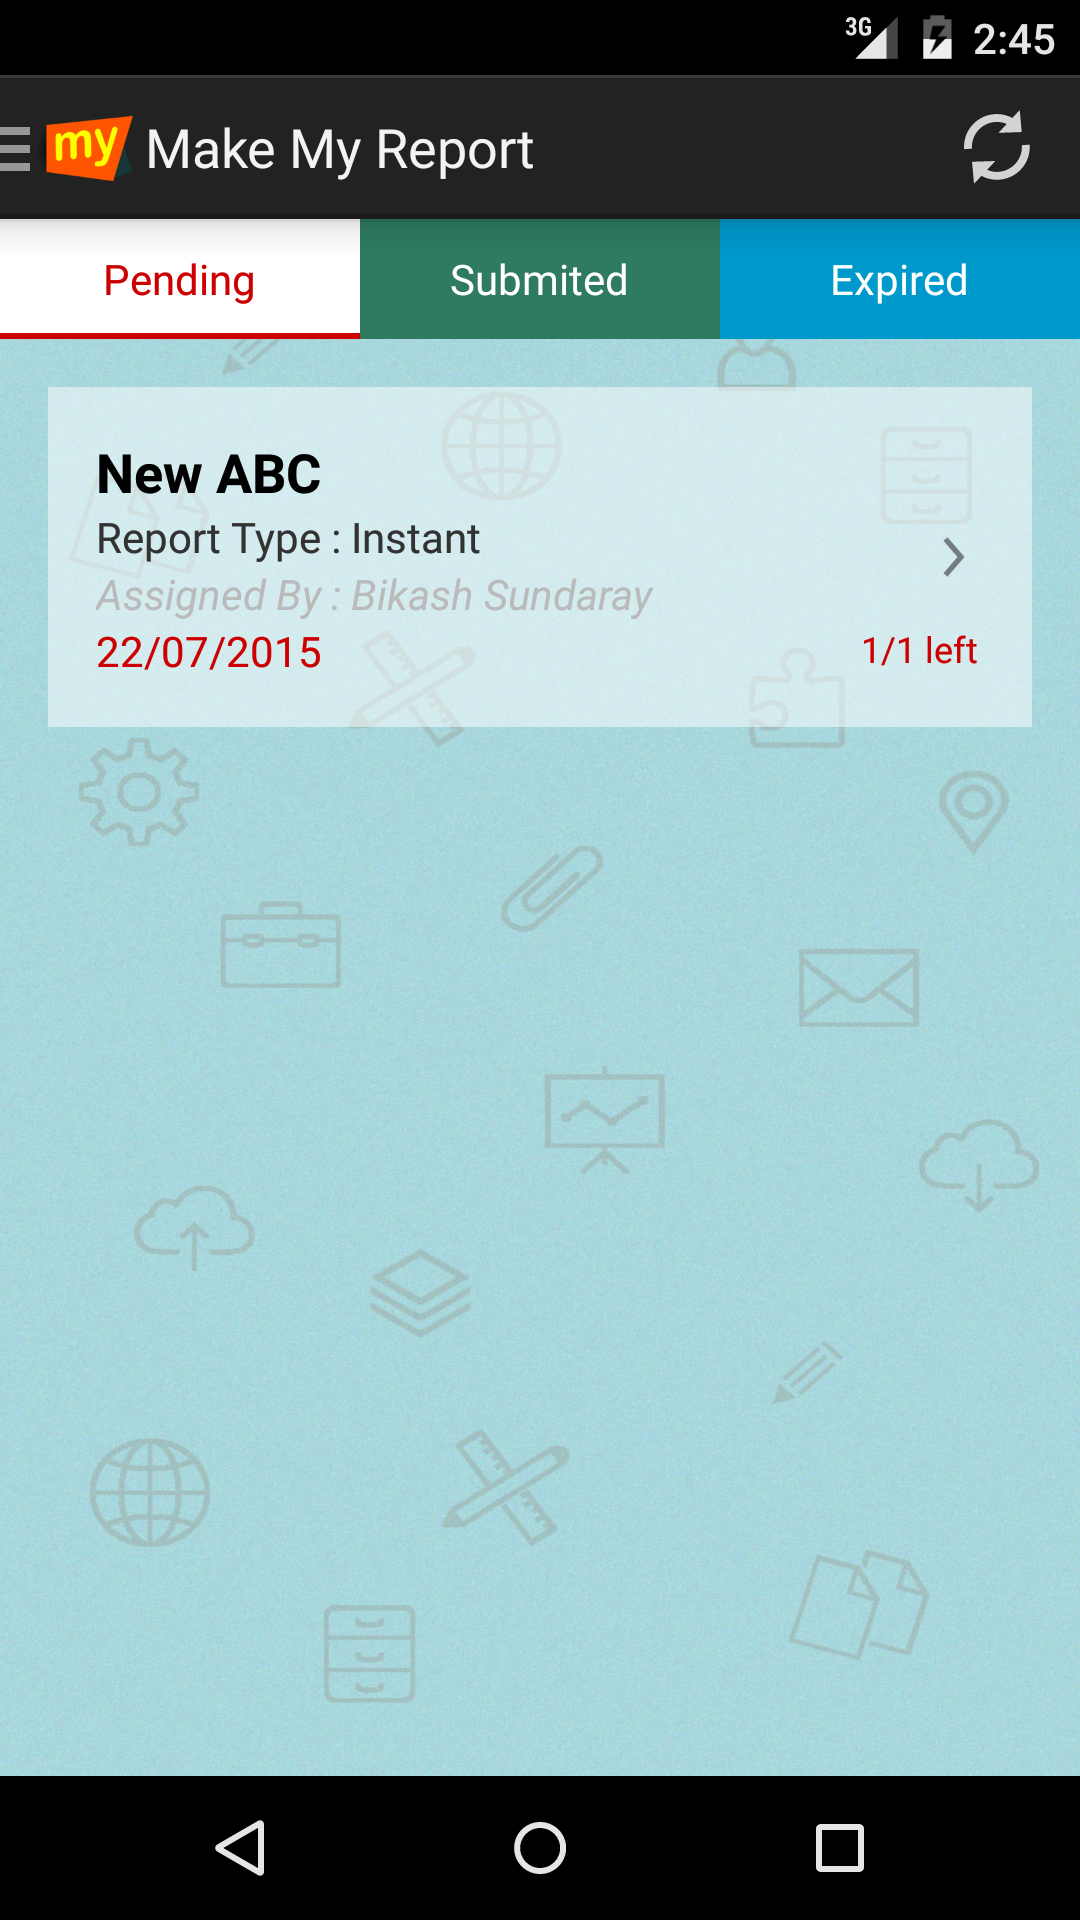 3G 2:45
my Make My Report
Pending Submited Expired
New ABC
Report Type : Instant
Assigned By : Bikash Sundaray
22/07/2015 1/1 left